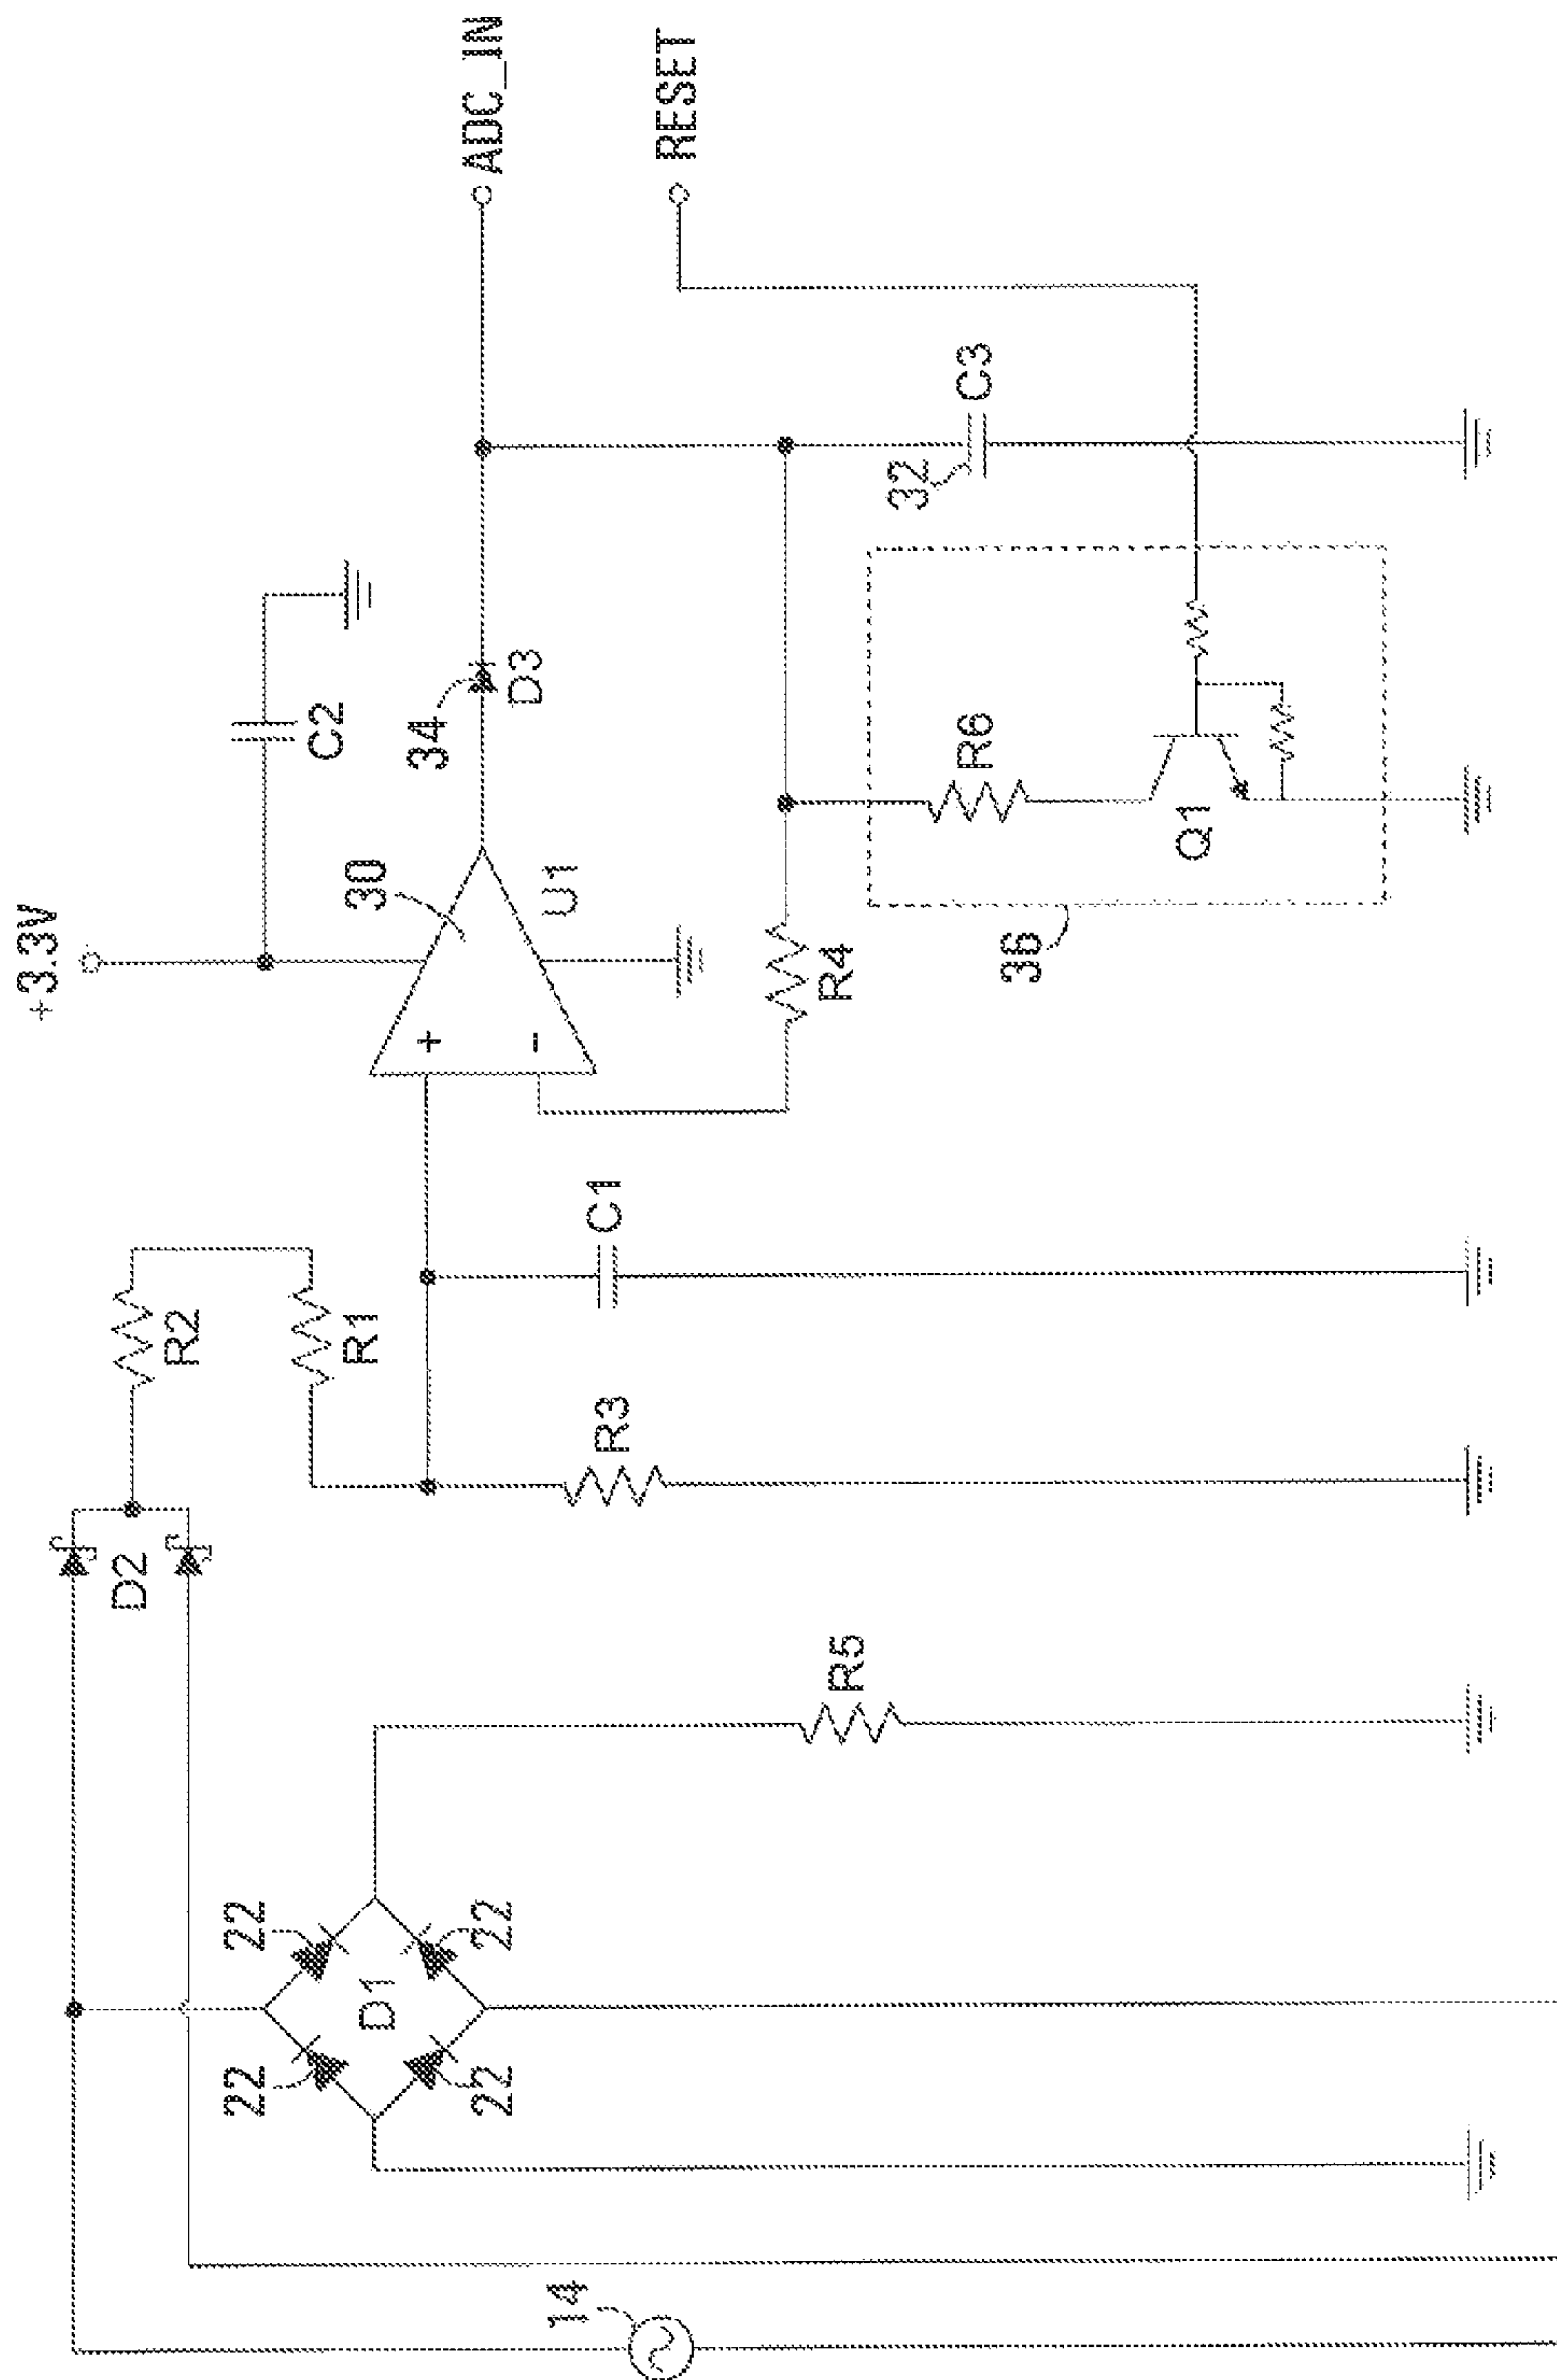 +3.3V
ADC_IN
RESET
C2
34
D3
30
U1
+
-
R4
32
C3
R6
Q1
36
R2
R1
C1
R3
D2
R5
22
22
D1
22
22
14